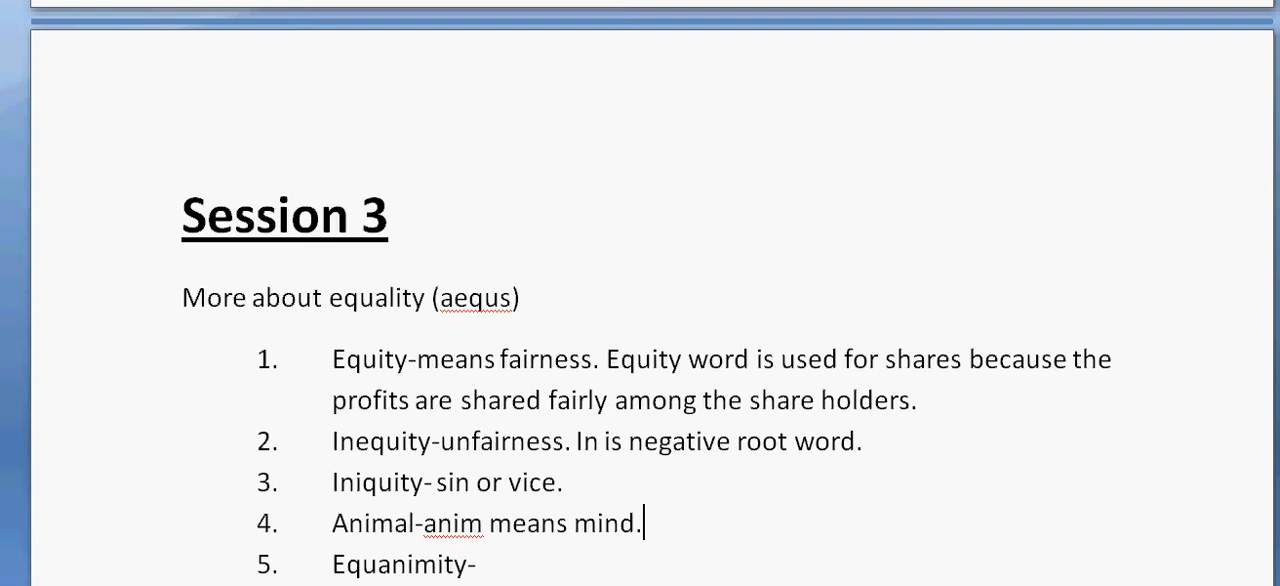 Session 3
More about equality (aequs)
1. Equity-means fairness. Equity word is used for shares because the
profits are shared fairly among the share holders.
2. Inequity-unfairness. In is negative root word.
3. Iniquity- sin or vice.
4. Animal-anim means mind.
5. Equanimity-